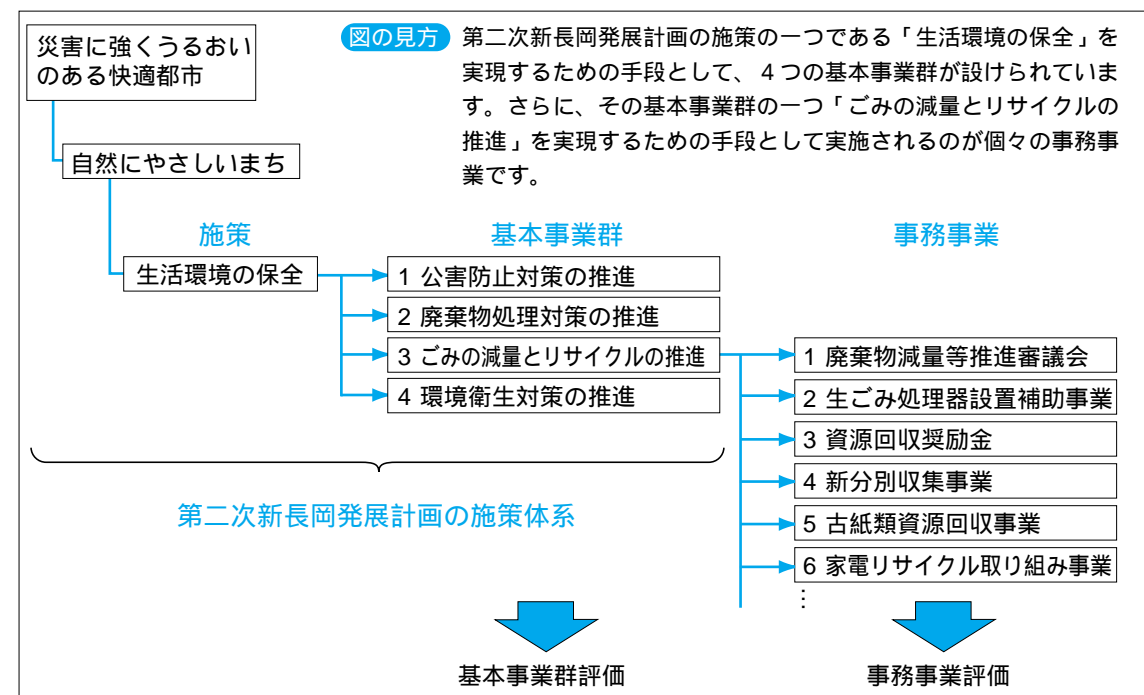 災害に強くうるおい
のある快適都市
図の見方
第二次新長岡発展計画の施策の一つである「生活環境の保全」を
実現するための手段として、4つの基本事業群が設けられていま
す。さらに、その基本事業群の一つ「ごみの減量とリサイクルの
推進」を実現するための手段として実施されるのが個々の事務事
業です。
自然にやさしいまち
施策
基本事業群
事務事業
生活環境の保全
1 公害防止対策の推進
2 廃棄物処理対策の推進
3 ごみの減量とリサイクルの推進
4 環境衛生対策の推進
1 廃棄物減量等推進審議会
2 生ごみ処理器設置補助事業
3 資源回収奨励金
4 新分別収集事業
5 古紙類資源回収事業
6 家電リサイクル取り組み事業
⋮
第二次新長岡発展計画の施策体系
基本事業群評価
事務事業評価